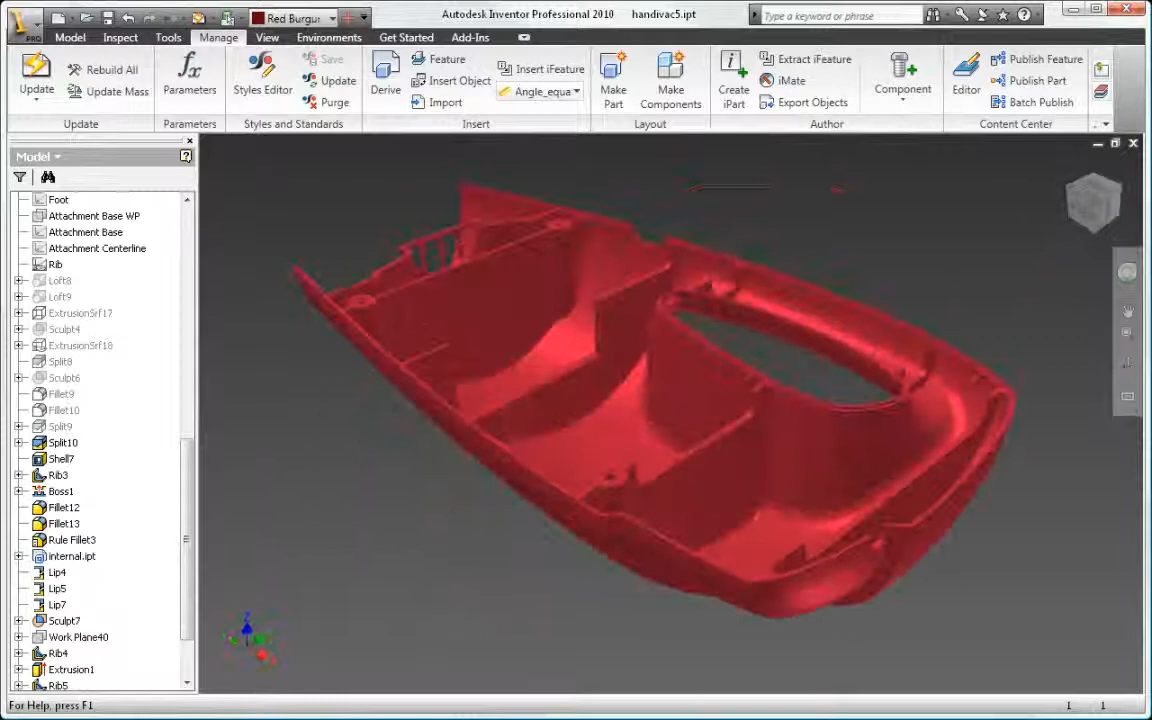 Red Burgu
Autodesk Inventor Professional 2010 handivac5.ipt
Type a keyword or phrase
PRO
Model Inspect Tools Manage View Environments Get Started Add-Ins
Update
Rebuild All
Update Mass
Update
Parameters
Parameters
Styles Editor
Save
Update
Purge
Styles and Standards
Derive
Feature
Insert Object
Import
Insert iFeature
Angle_equa
Insert
Make
Part
Make
Components
Layout
Create
iPart
Extract iFeature
iMate
Export Objects
Author
Component
Editor
Publish Feature
Publish Part
Batch Publish
Content Center
Model
Foot
Attachment Base WP
Attachment Base
Attachment Centerline
Rib
Loft8
Loft9
ExtrusionSrf17
Sculpt4
ExtrusionSrf18
Split8
Sculpt6
Fillet9
Fillet10
Split9
Split10
Shell7
Rib3
Boss1
Fillet12
Fillet13
Rule Fillet3
internal.ipt
Lip4
Lip5
Lip7
Sculpt7
Work Plane40
Rib4
Extrusion1
Rib5
For Help, press F1
1 1